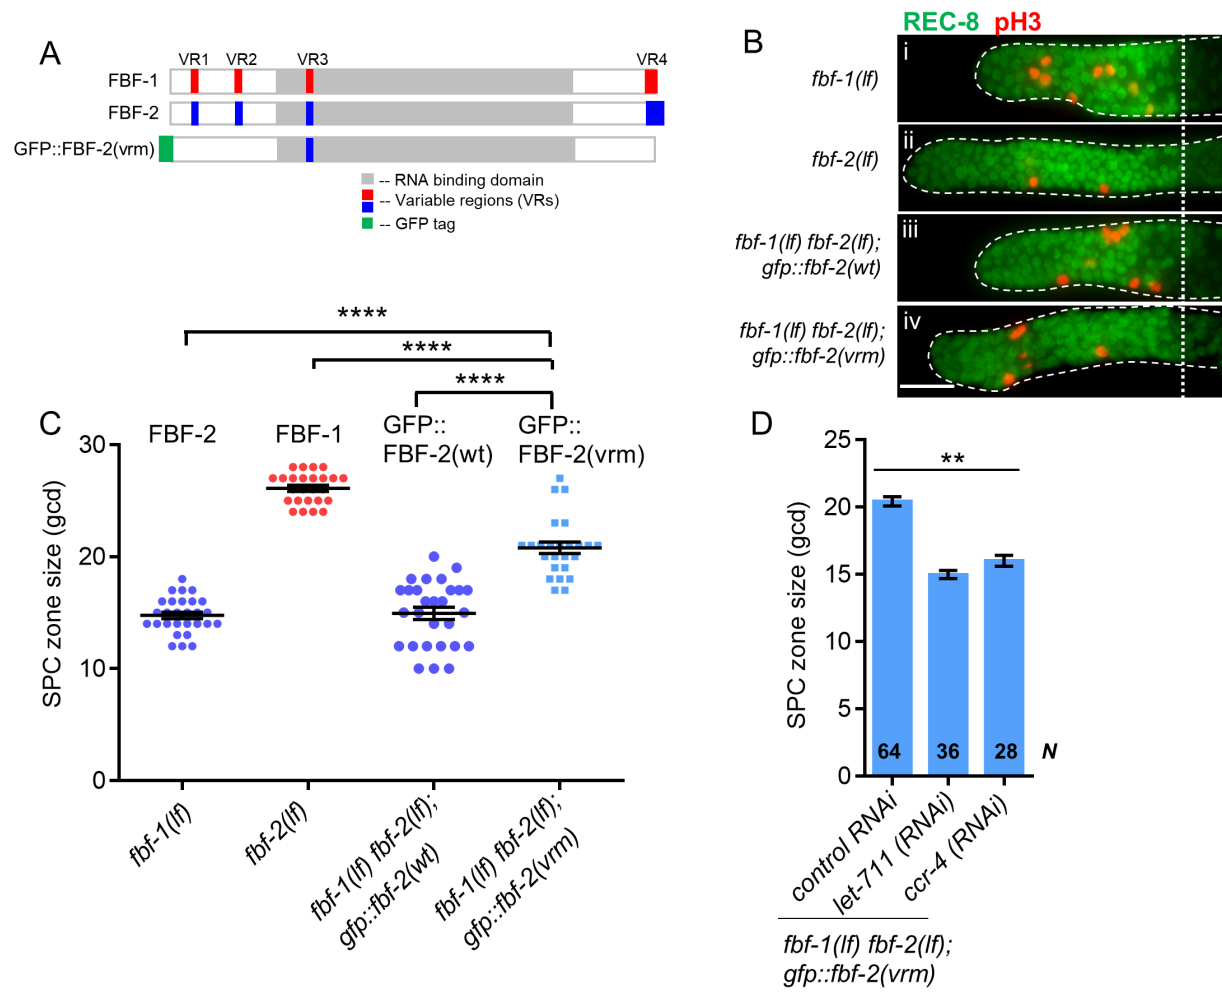 A
VR1 VR2 VR3 VR4
FBF-1
FBF-2
GFP::FBF-2(vrm)
-- RNA binding domain
-- Variable regions (VRs)
-- GFP tag
B
REC-8 pH3
i
fbf-1(lf)
ii
fbf-2(lf)
iii
fbf-1(lf) fbf-2(lf);
gfp::fbf-2(wt)
iv
fbf-1(lf) fbf-2(lf);
gfp::fbf-2(vrm)
C
****
****
****
FBF-2
FBF-1
GFP::
FBF-2(wt)
GFP::
FBF-2(vrm)
SPC zone size (gcd)
30
20
10
0
fbf-1(lf)
fbf-2(lf)
fbf-1(lf) fbf-2(lf);
gfp::fbf-2(wt)
fbf-1(lf) fbf-2(lf);
gfp::fbf-2(vrm)
D
**
SPC zone size (gcd)
25
20
15
10
5
0
64 36 28 N
control RNAi
let-711 (RNAi)
ccr-4 (RNAi)
fbf-1(lf) fbf-2(lf);
gfp::fbf-2(vrm)